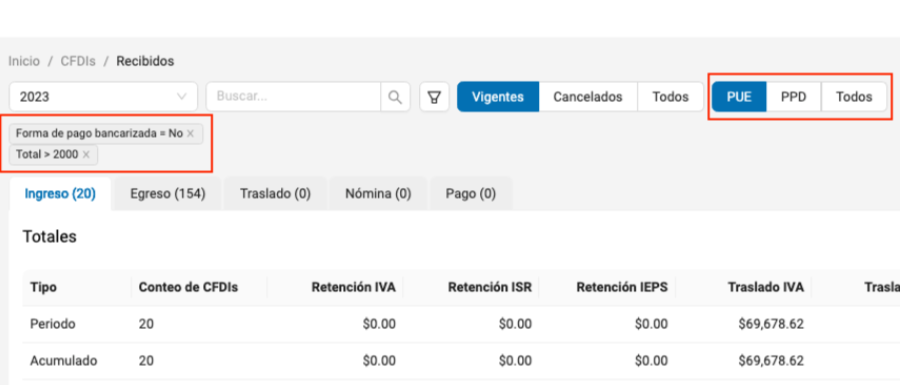 Inicio / CFDIs / Recibidos
2023 Buscar... Vigentes Cancelados Todos PUE PPD Todos
Forma de pago bancarizada = No ×
Total > 2000 ×
Ingreso (20) Egreso (154) Traslado (0) Nómina (0) Pago (0)
Totales
Tipo Conteo de CFDIs Retención IVA Retención ISR Retención IEPS Traslado IVA Trasla
Periodo 20 $0.00 $0.00 $0.00 $69,678.62
Acumulado 20 $0.00 $0.00 $0.00 $69,678.62